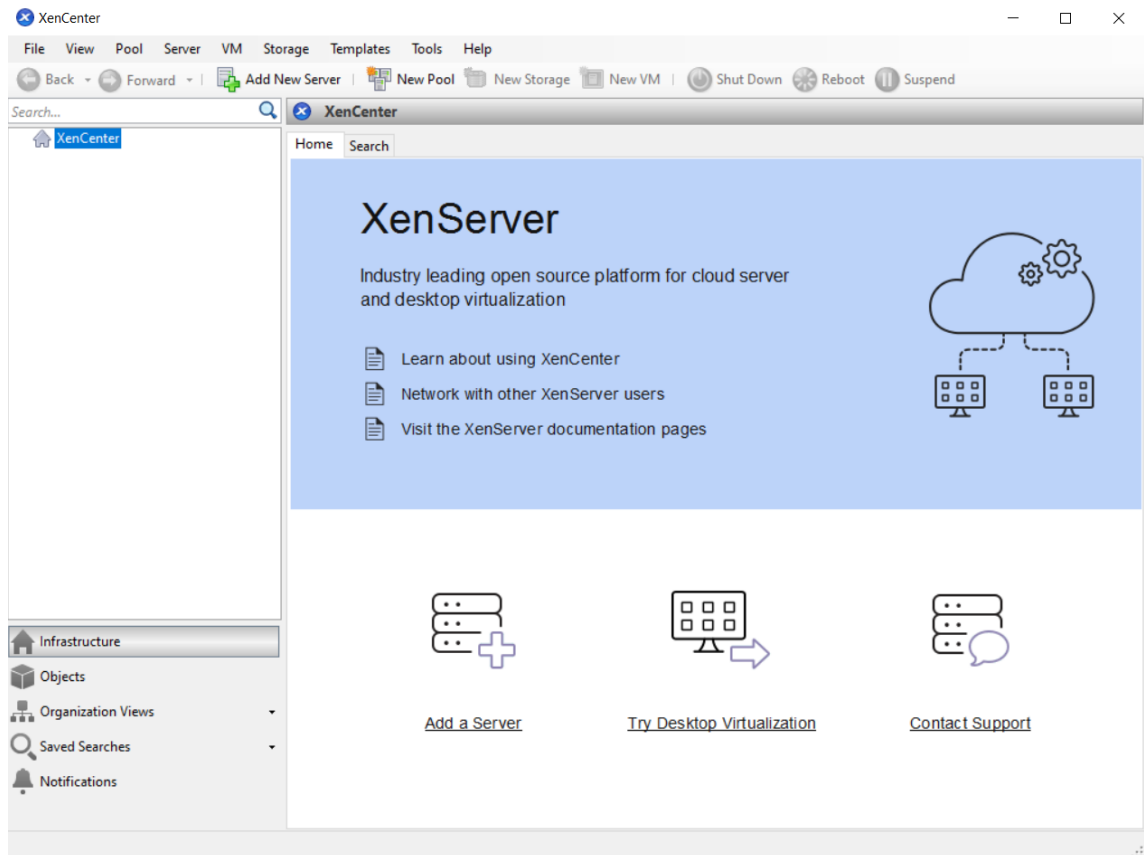 XenCenter
File View Pool Server VM Storage Templates Tools Help
Back Forward Add New Server New Pool New Storage New VM Shut Down Reboot Suspend
Search...
XenCenter
XenCenter
Home Search
XenServer
Industry leading open source platform for cloud server
and desktop virtualization
Learn about using XenCenter
Network with other XenServer users
Visit the XenServer documentation pages
Add a Server Try Desktop Virtualization Contact Support
Infrastructure
Objects
Organization Views
Saved Searches
Notifications